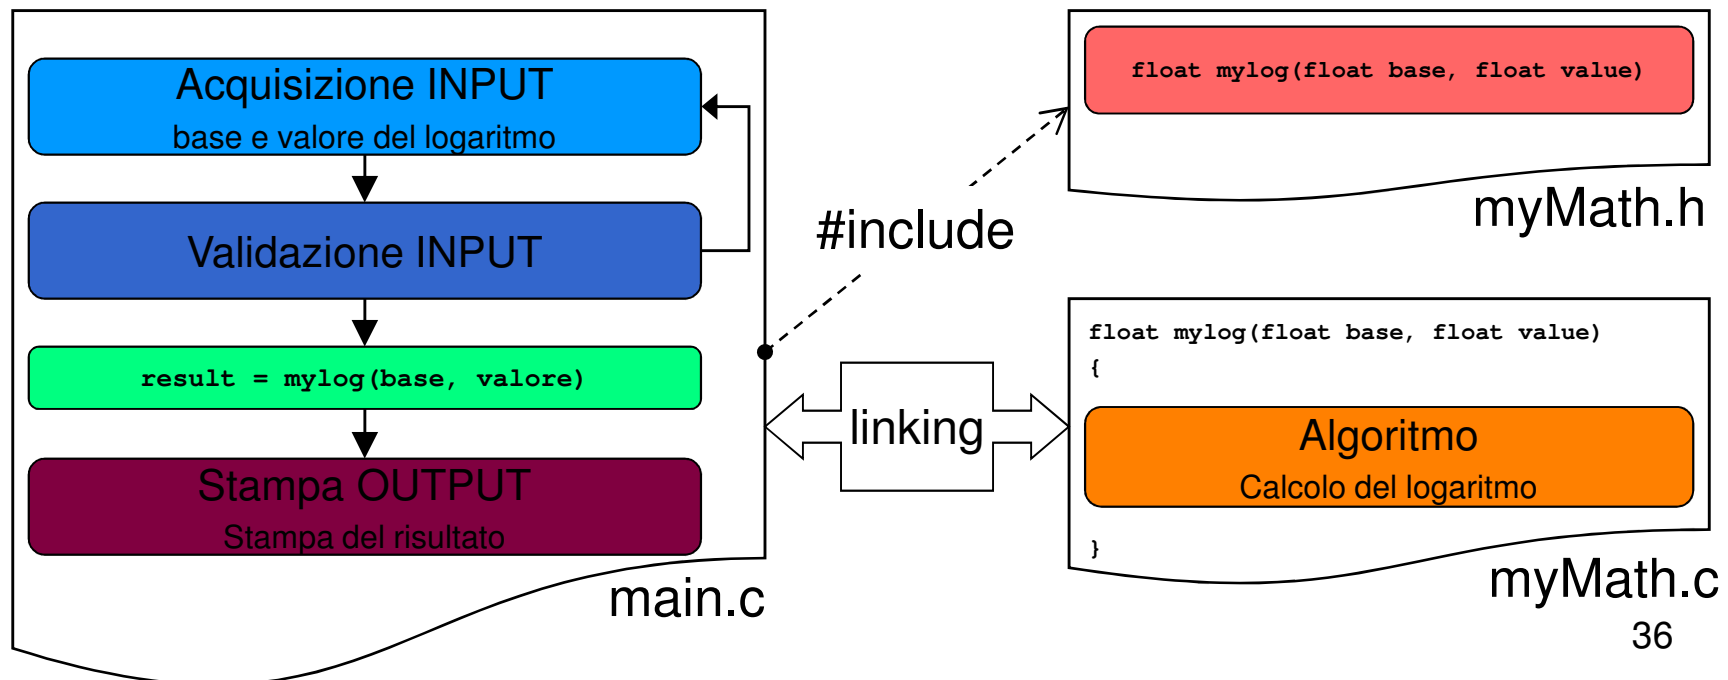 Acquisizione INPUT
base e valore del logaritmo
Validazione INPUT
result = mylog(base, valore)
Stampa OUTPUT
Stampa del risultato
main.c
#include
linking
float mylog(float base, float value)
myMath.h
float mylog(float base, float value)
{
Algoritmo
Calcolo del logaritmo
}
myMath.c
36